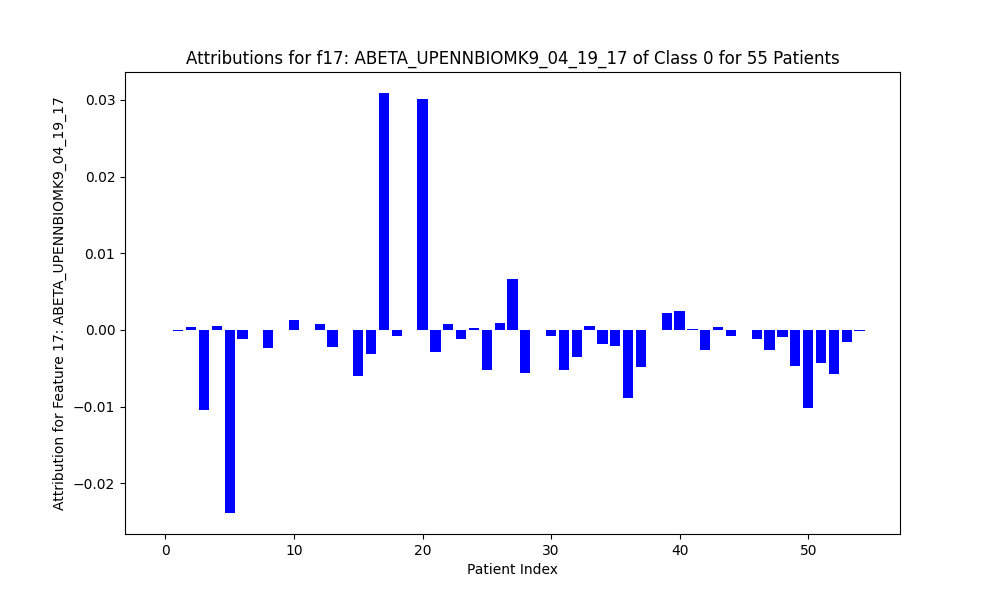 Attributions for f17: ABETA_UPENNBIOMK9_04_19_17 of Class 0 for 55 Patients
Attribution for Feature 17: ABETA_UPENNBIOMK9_04_19_17
0.03
0.02
0.01
0.00
−0.01
−0.02
0 10 20 30 40 50
Patient Index